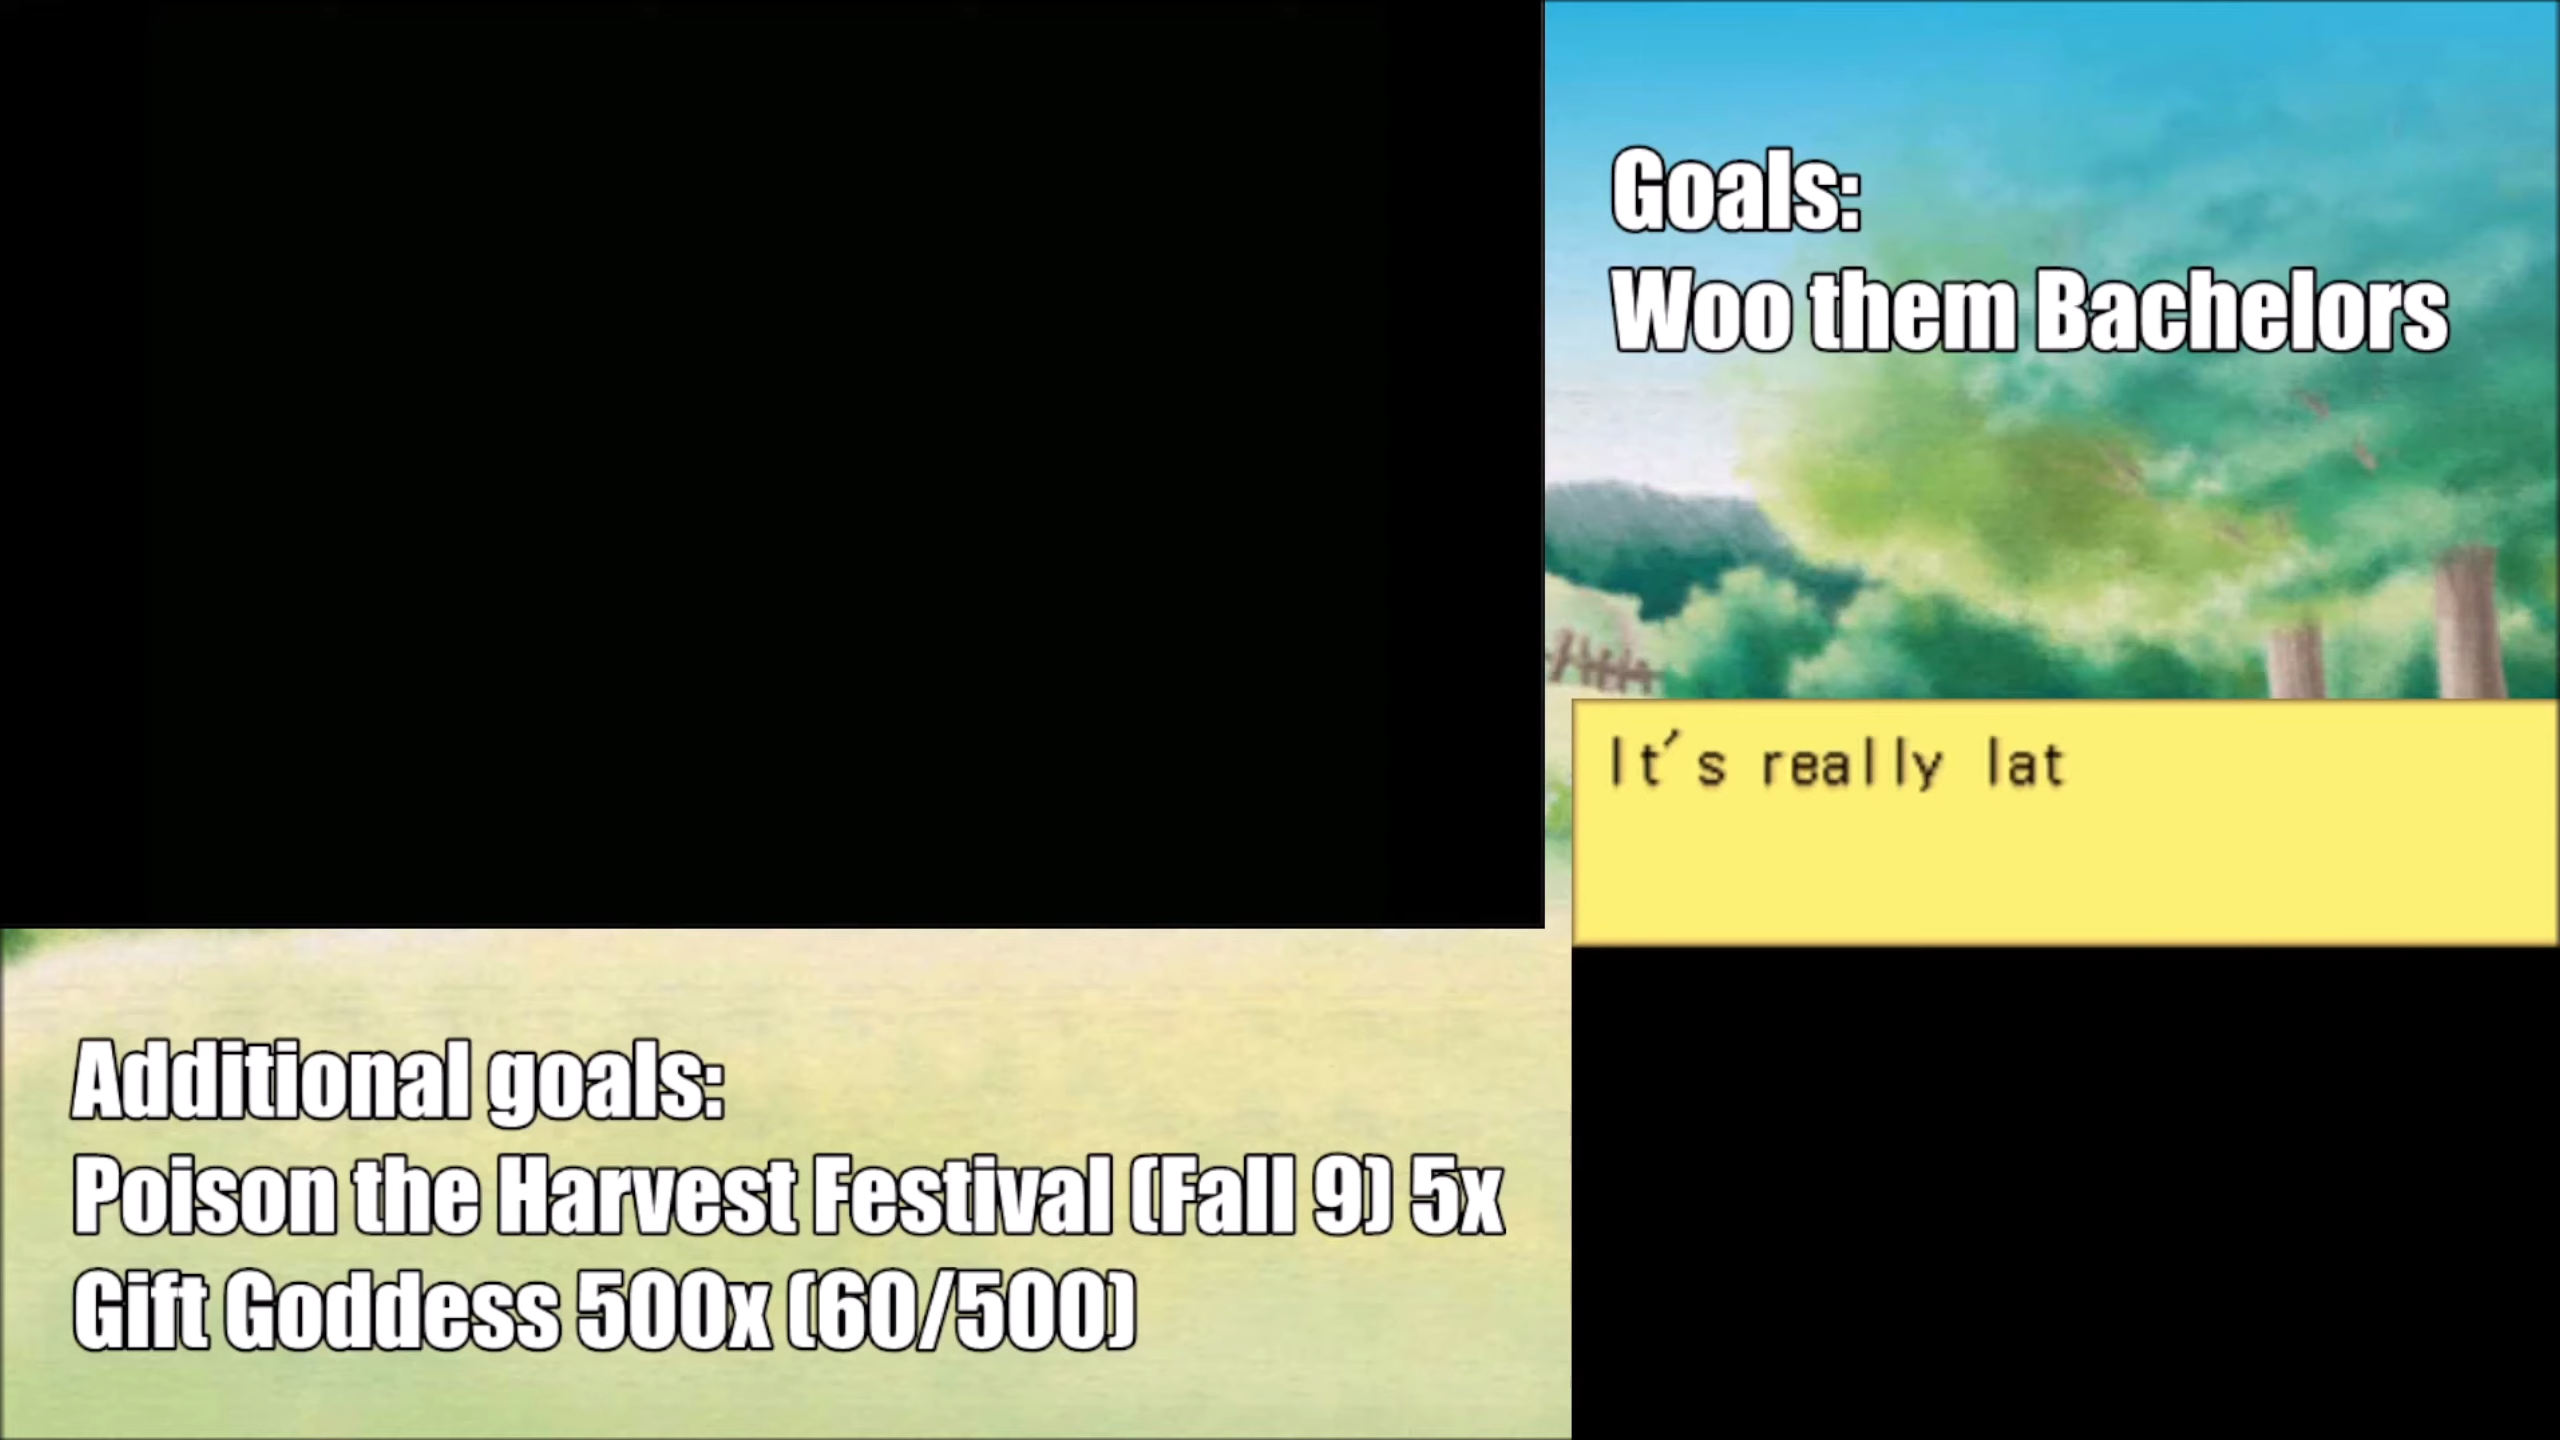 Goals:
Woo them Bachelors
It's really lat
Additional goals:
Poison the Harvest Festival (Fall 9) 5x
Gift Goddess 500x (60/500)